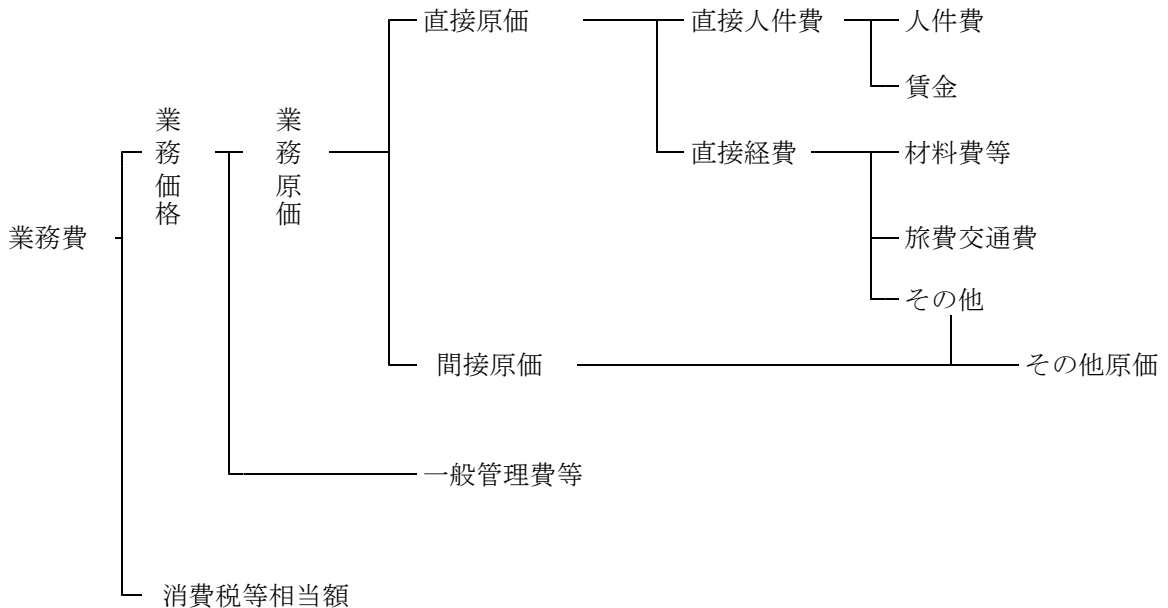 直接原価
直接人件費
人件費
賃金
業務価格
業務原価
直接経費
材料費等
業務費
旅費交通費
その他
間接原価
その他原価
一般管理費等
消費税等相当額